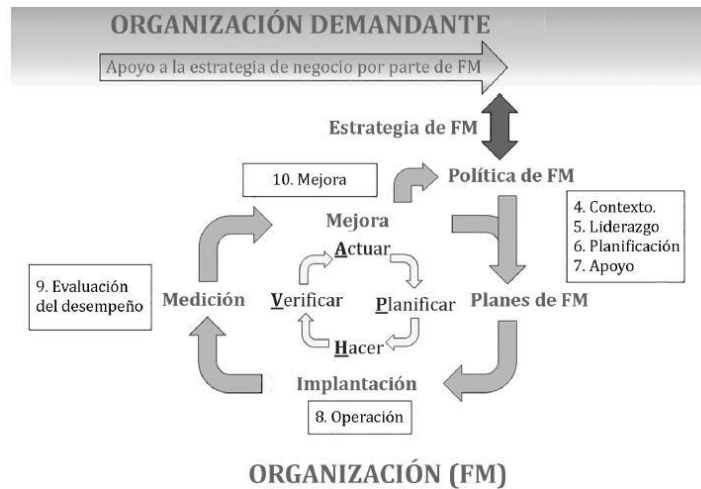 ORGANIZACIÓN DEMANDANTE
Apoyo a la estrategia de negocio por parte de FM
Estrategia de FM
Política de FM
10. Mejora
Mejora
4. Contexto.
5. Liderazgo
6. Planificación
7. Apoyo
Actuar
9. Evaluación
del desempeño
Medición
Verificar
Planificar
Planes de FM
Hacer
Implantación
8. Operación
ORGANIZACIÓN (FM)